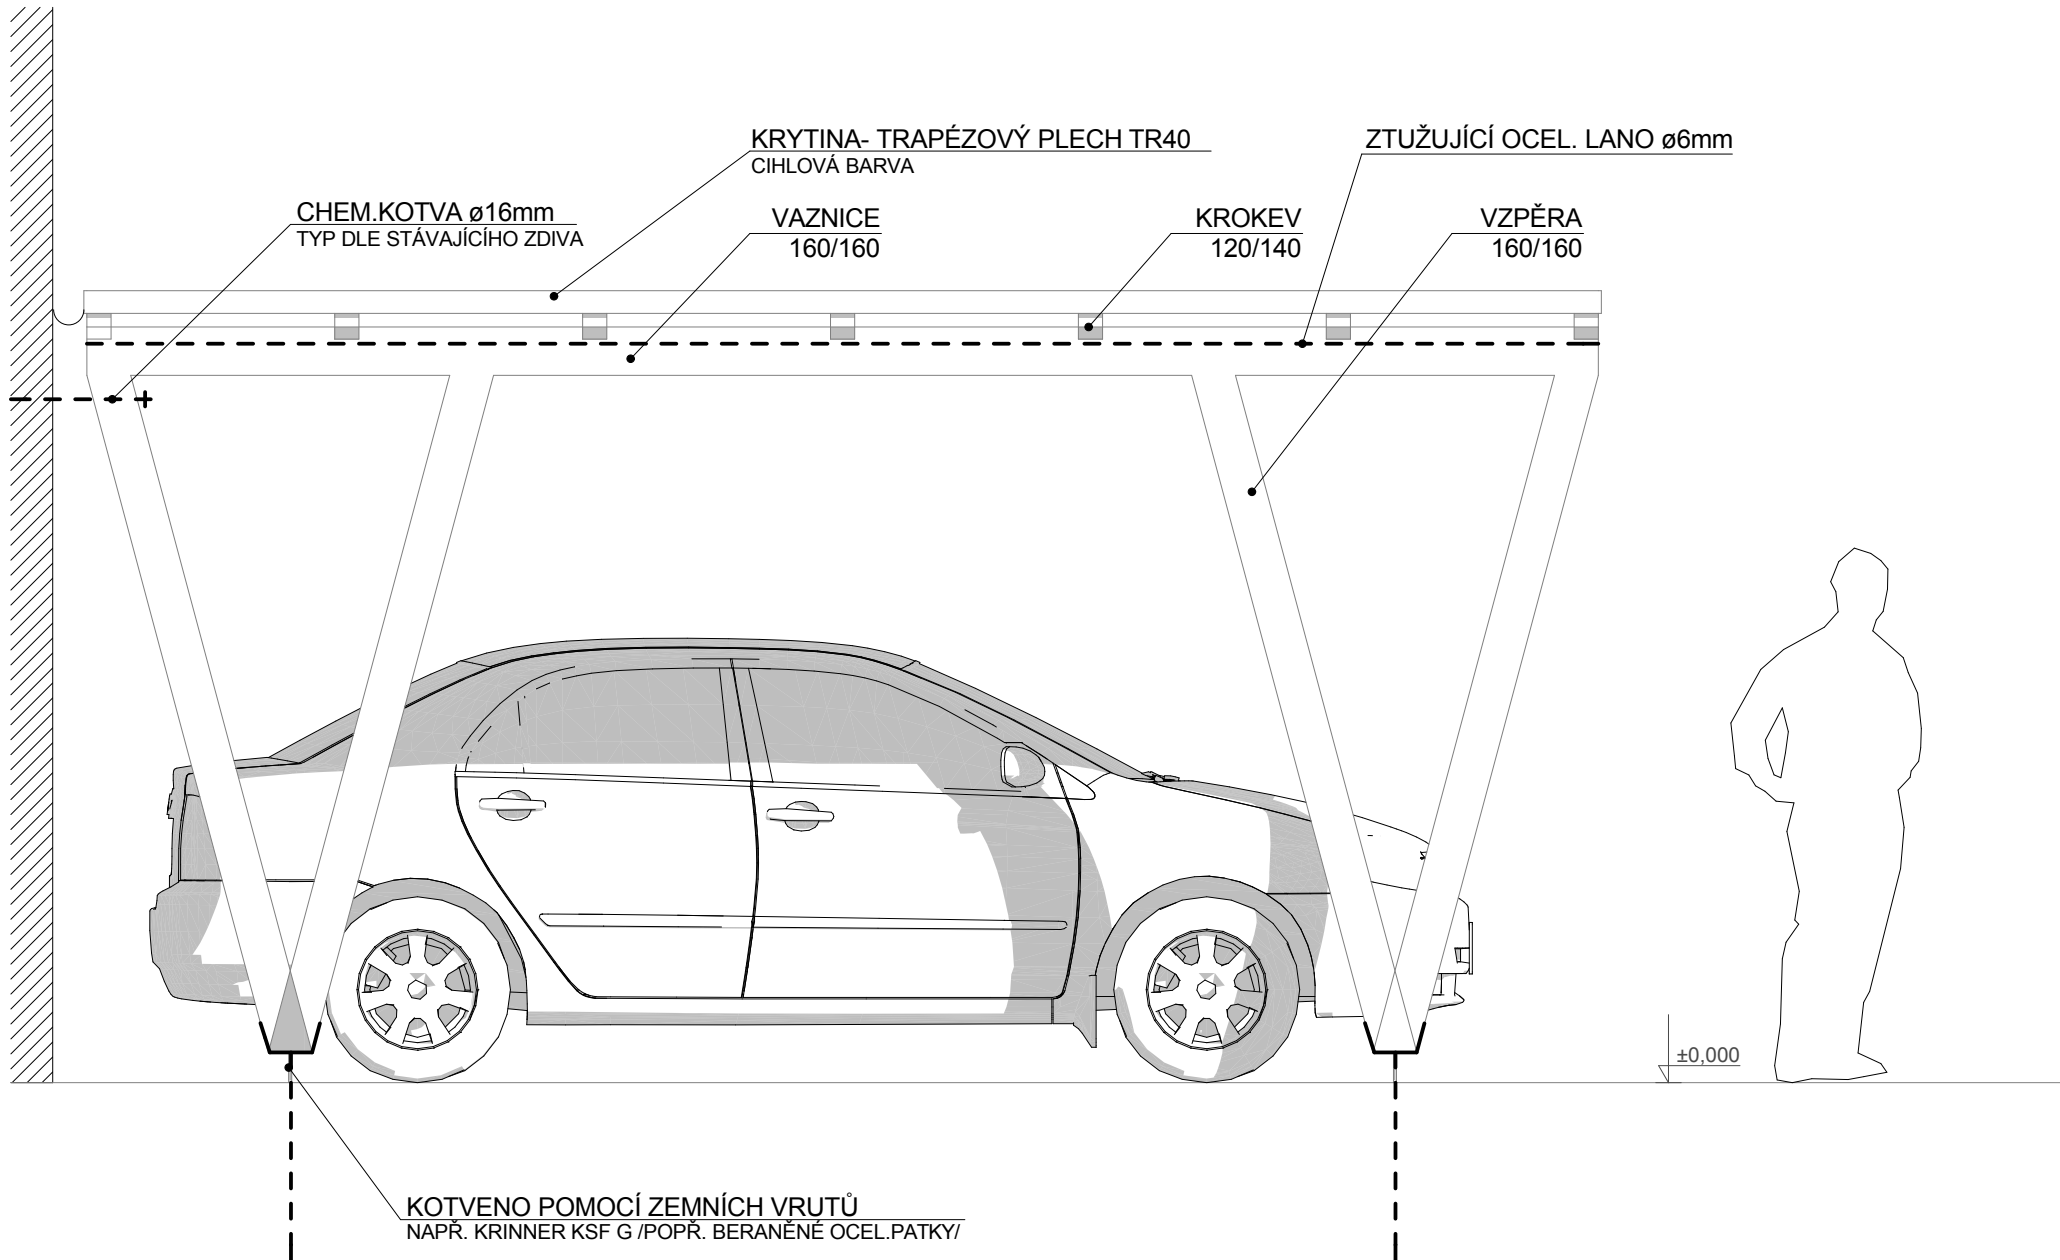 KRYTINA- TRAPÉZOVÝ PLECH TR40
CIHLOVÁ BARVA
ZTUŽUJÍCÍ OCEL. LANO ø6mm
CHEM.KOTVA ø16mm
TYP DLE STÁVAJÍCÍHO ZDIVA
VAZNICE
160/160
KROKEV
120/140
VZPĚRA
160/160
±0,000
KOTVENO POMOCÍ ZEMNÍCH VRUTŮ
NAPŘ. KRINNER KSF G /POPŘ. BERANĚNÉ OCEL.PATKY/